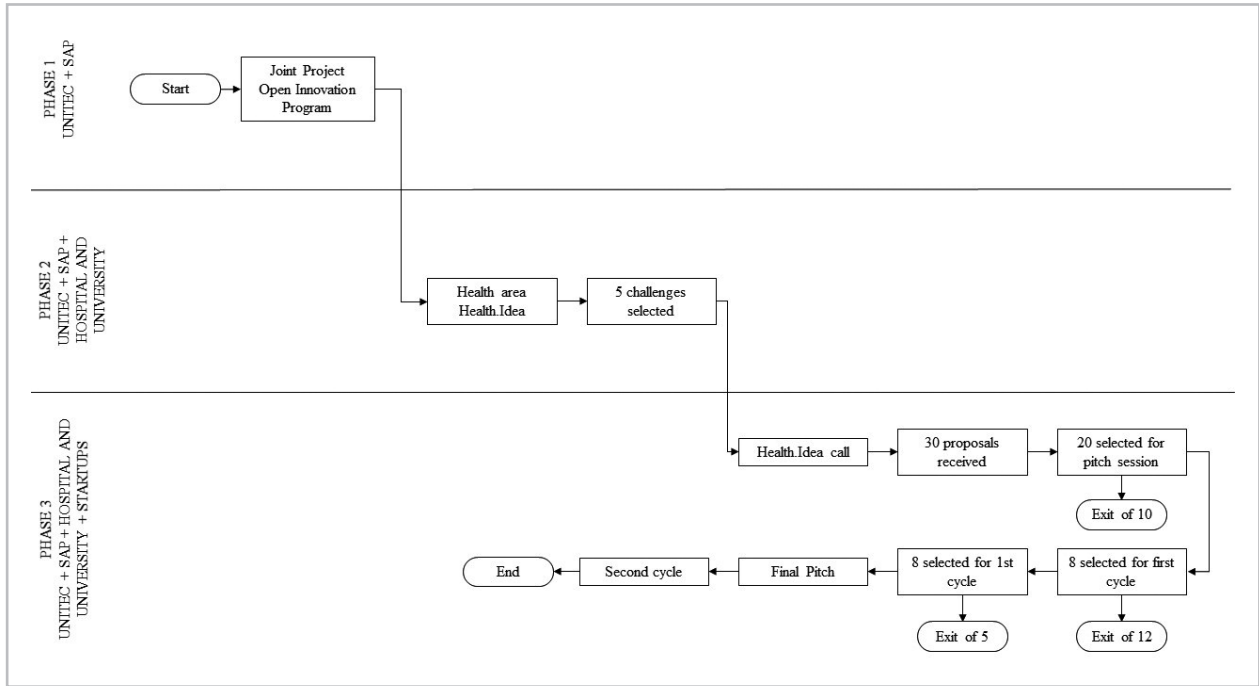 PHASE 1
UNITEC + SAP
Start
Joint Project
Open Innovation
Program
PHASE 2
UNITEC + SAP +
HOSPITAL AND
UNIVERSITY
Health area
Health.Idea
5 challenges
selected
PHASE 3
UNITEC + SAP + HOSPITAL AND
UNIVERSITY + STARTUPS
Health.Idea call
30 proposals
received
20 selected for
pitch session
Exit of 10
End
Second cycle
Final Pitch
8 selected for 1st
cycle
8 selected for first
cycle
Exit of 5
Exit of 12